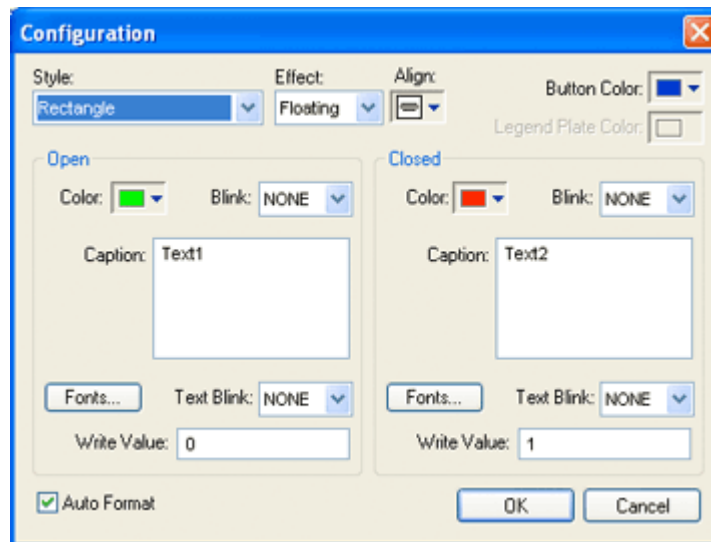 Configuration
Style: Effect: Align:
Button Color:
Rectangle Floating
Legend Plate Color:
Open Closed
Color: Blink: NONE Color: Blink: NONE
Caption: Text1 Caption: Text2
Fonts... Text Blink: NONE Fonts... Text Blink: NONE
Write Value: 0 Write Value: 1
Auto Format OK Cancel